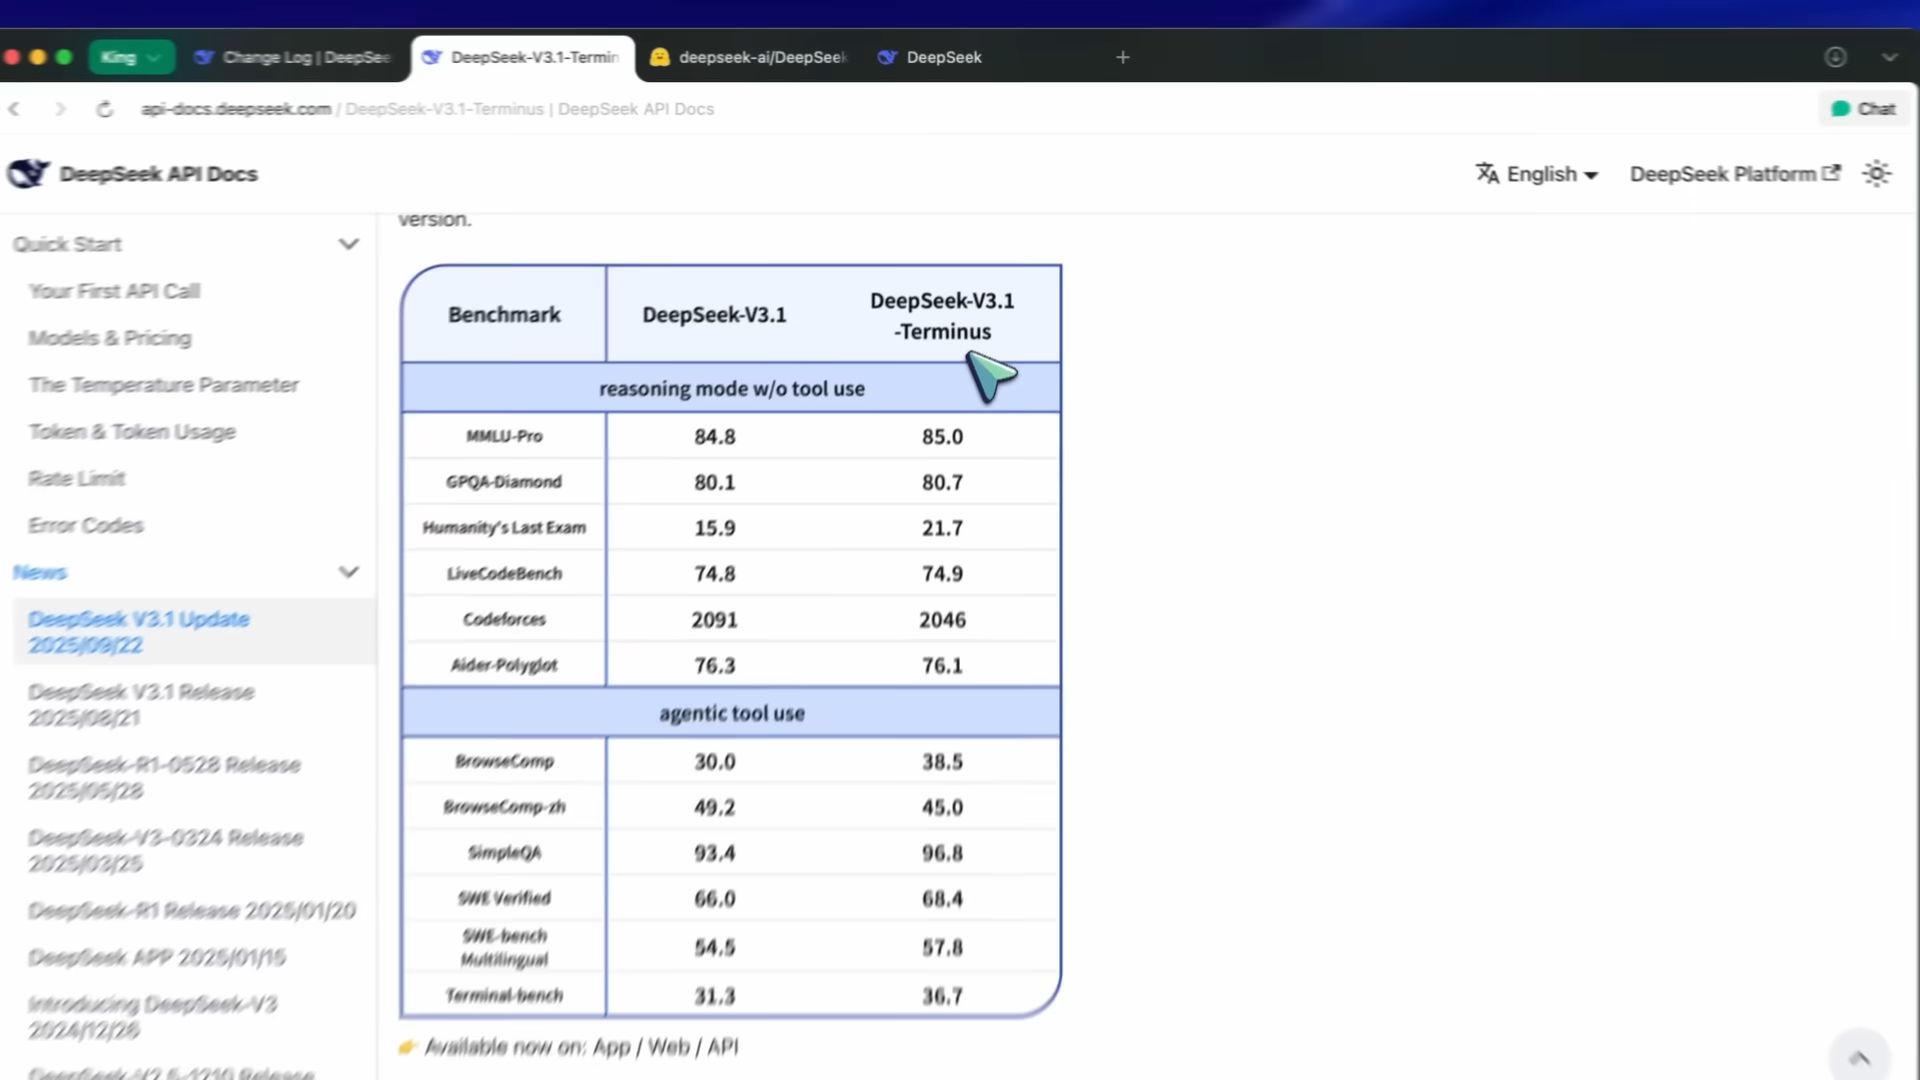 King
Change Log | DeepSee
DeepSeek-V3.1-Termin
deepseek-ai/DeepSeek
DeepSeek
api-docs.deepseek.com / DeepSeek-V3.1-Terminus | DeepSeek API Docs
Chat
DeepSeek API Docs
English
DeepSeek Platform
Quick Start
Your First API Call
Models & Pricing
The Temperature Parameter
Token & Token Usage
Rate Limit
Error Codes
News
DeepSeek V3.1 Update
2025/09/22
DeepSeek V3.1 Release
2025/08/21
DeepSeek-R1-0528 Release
2025/05/28
DeepSeek-V3-0324 Release
2025/03/25
DeepSeek-R1 Release 2025/01/20
DeepSeek APP 2025/01/15
Introducing DeepSeek-V3
2024/12/26
DeepSeek-V2.5-1210 Release
version.
Benchmark DeepSeek-V3.1 DeepSeek-V3.1
-Terminus
reasoning mode w/o tool use
MMLU-Pro 84.8 85.0
GPQA-Diamond 80.1 80.7
Humanity's Last Exam 15.9 21.7
LiveCodeBench 74.8 74.9
Codeforces 2091 2046
Aider-Polyglot 76.3 76.1
agentic tool use
BrowseComp 30.0 38.5
BrowseComp-zh 49.2 45.0
SimpleQA 93.4 96.8
SWE Verified 66.0 68.4
SWE-bench
Multilingual 54.5 57.8
Terminal-bench 31.3 36.7
👉 Available now on: App / Web / API